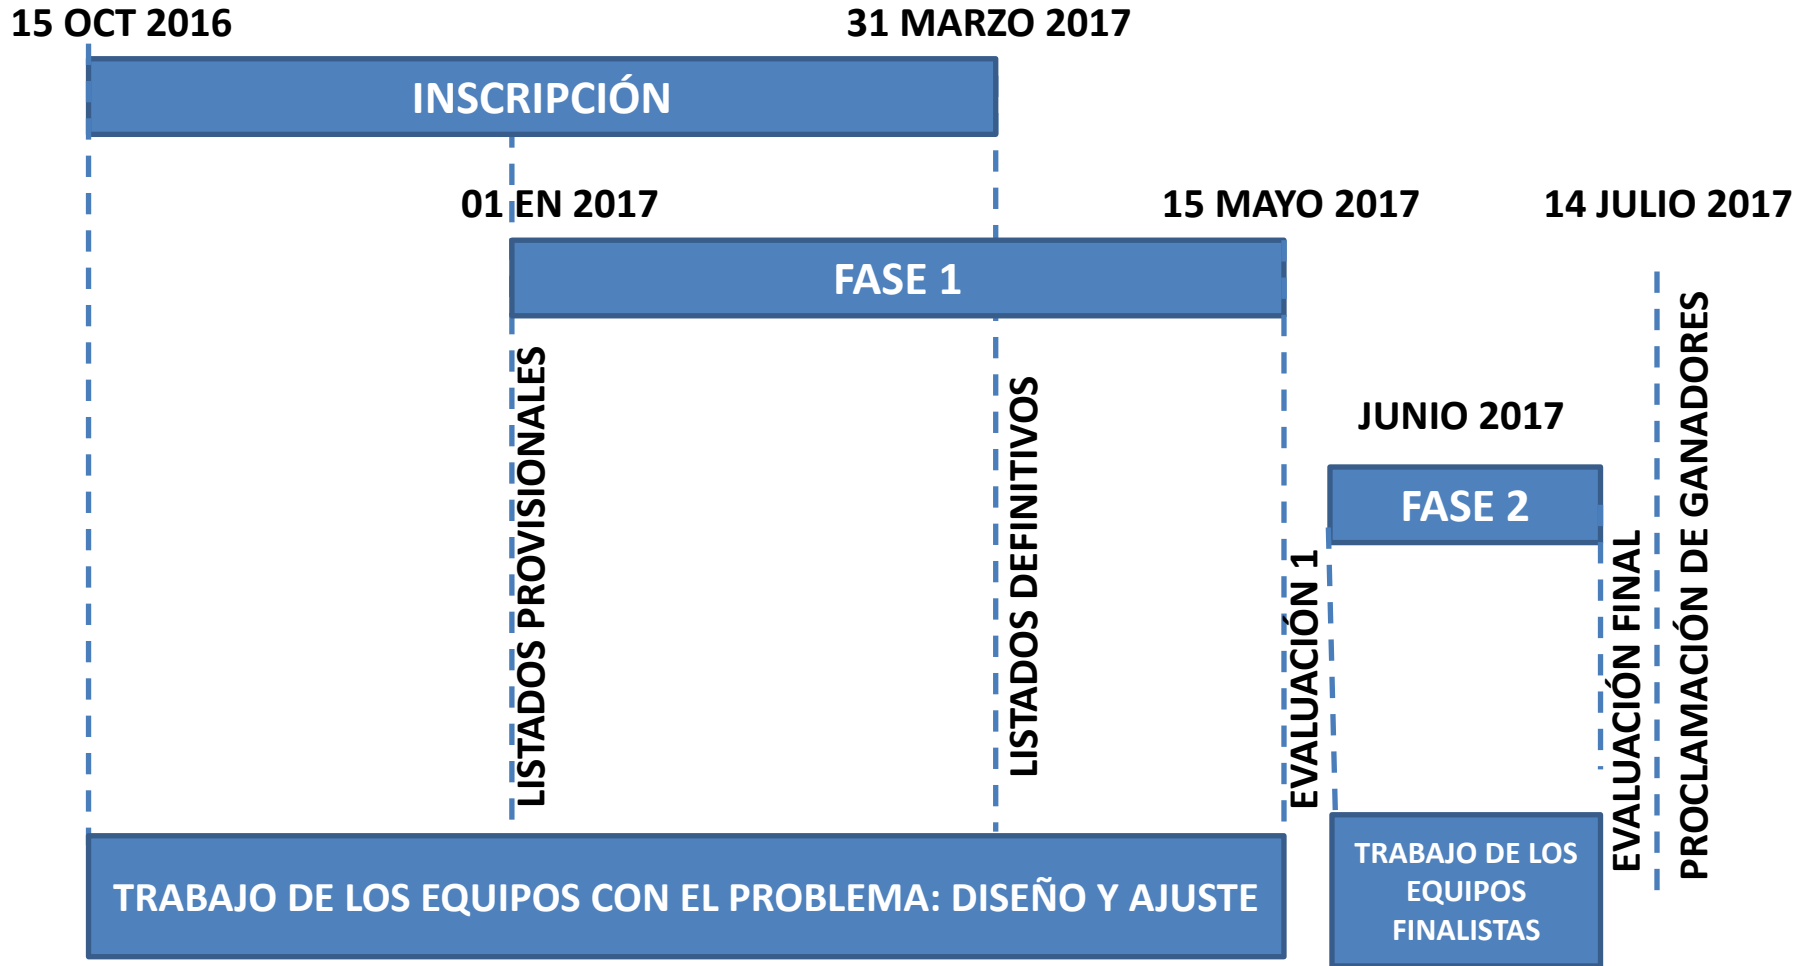 15 OCT 2016
31 MARZO 2017
INSCRIPCIÓN
01 EN 2017
15 MAYO 2017
14 JULIO 2017
FASE 1
LISTADOS PROVISIONALES
LISTADOS DEFINITIVOS
JUNIO 2017
FASE 2
EVALUACIÓN 1
EVALUACIÓN FINAL
PROCLAMACIÓN DE GANADORES
TRABAJO DE LOS EQUIPOS CON EL PROBLEMA: DISEÑO Y AJUSTE
TRABAJO DE LOS
EQUIPOS
FINALISTAS